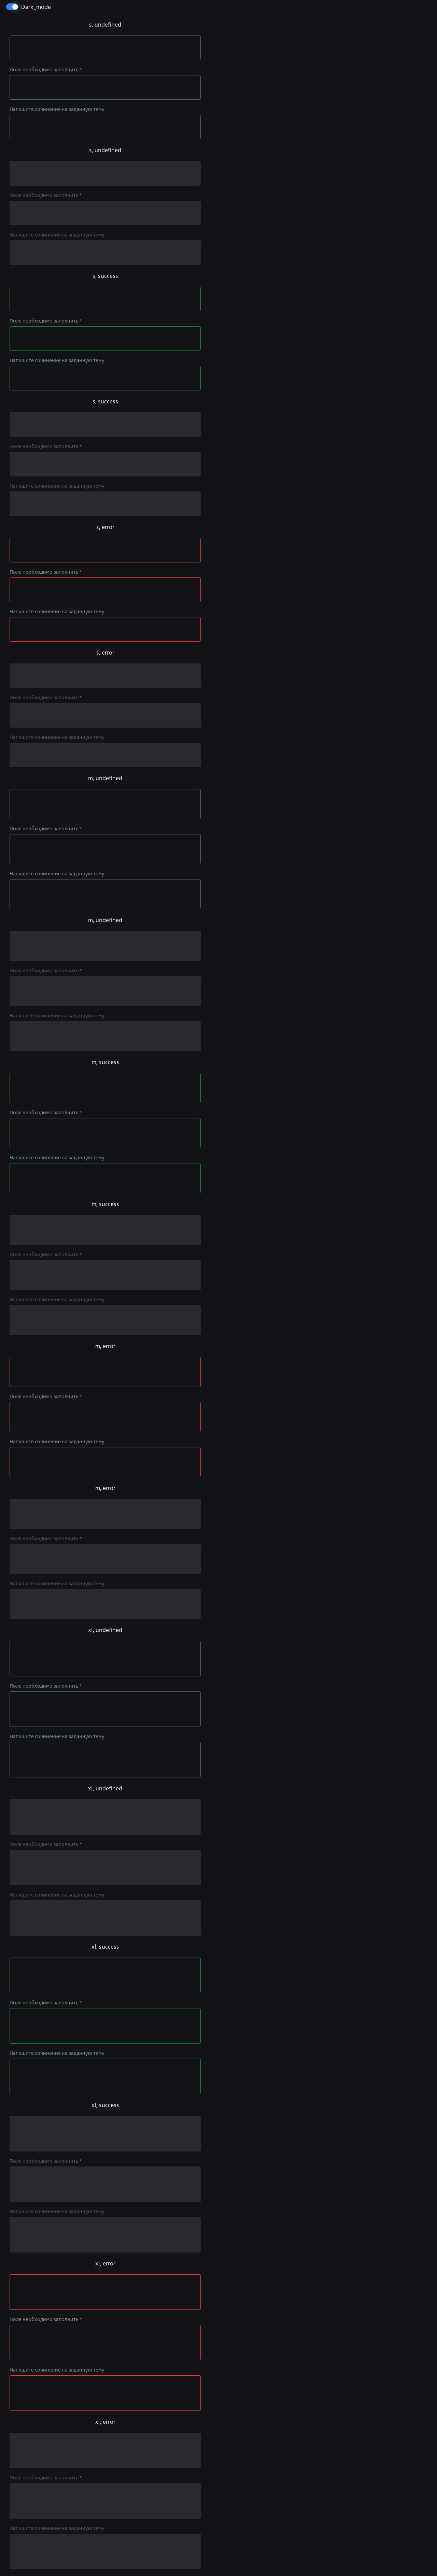 Dark_mode
s, undefined
Поле необходимо заполнить *
Напишите сочинение на заданную тему
s, undefined
Поле необходимо заполнить *
Напишите сочинение на заданную тему
s, success
Поле необходимо заполнить *
Напишите сочинение на заданную тему
s, success
Поле необходимо заполнить *
Напишите сочинение на заданную тему
s, error
Поле необходимо заполнить *
Напишите сочинение на заданную тему
s, error
Поле необходимо заполнить *
Напишите сочинение на заданную тему
m, undefined
Поле необходимо заполнить *
Напишите сочинение на заданную тему
m, undefined
Поле необходимо заполнить *
Напишите сочинение на заданную тему
m, success
Поле необходимо заполнить *
Напишите сочинение на заданную тему
m, success
Поле необходимо заполнить *
Напишите сочинение на заданную тему
m, error
Поле необходимо заполнить *
Напишите сочинение на заданную тему
m, error
Поле необходимо заполнить *
Напишите сочинение на заданную тему
xl, undefined
Поле необходимо заполнить *
Напишите сочинение на заданную тему
xl, undefined
Поле необходимо заполнить *
Напишите сочинение на заданную тему
xl, success
Поле необходимо заполнить *
Напишите сочинение на заданную тему
xl, success
Поле необходимо заполнить *
Напишите сочинение на заданную тему
xl, error
Поле необходимо заполнить *
Напишите сочинение на заданную тему
xl, error
Поле необходимо заполнить *
Напишите сочинение на заданную тему